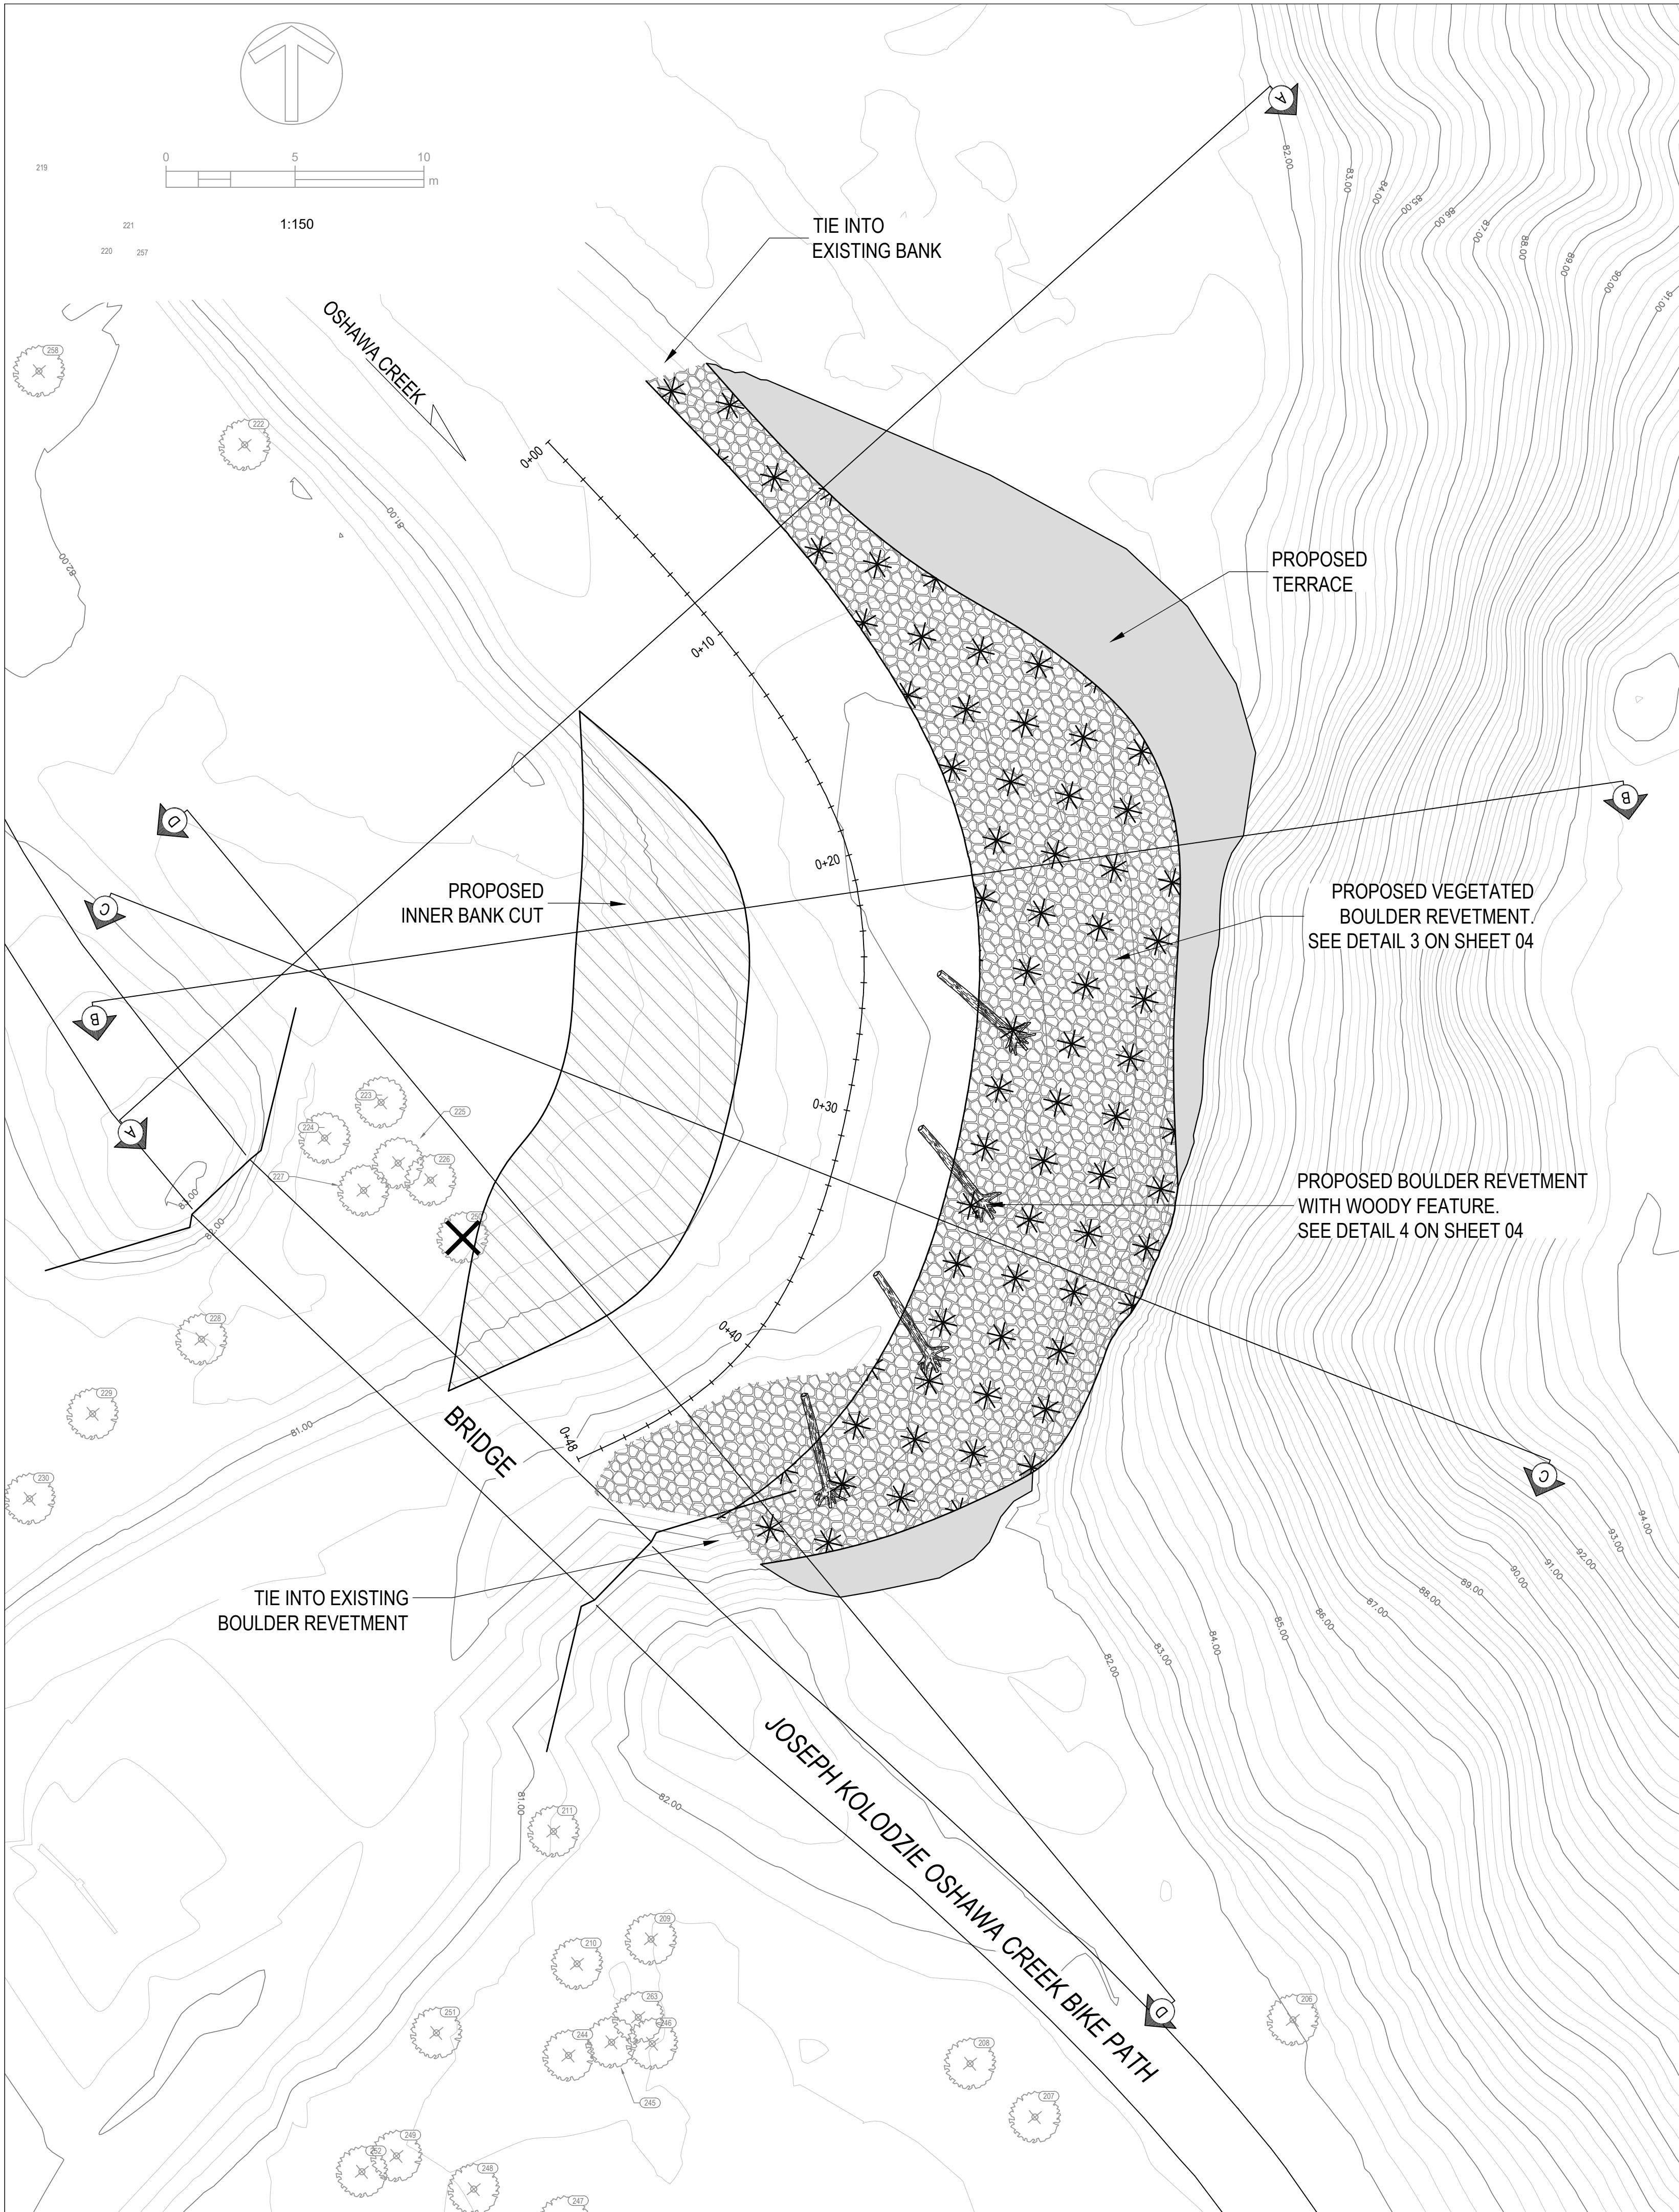 0 5 10
m
1:150
219
221
220 257
258
222
A
82.00
83.00
84.00
85.00
86.00
87.00
88.00
89.00
90.00
91.00
TIE INTO
EXISTING BANK
OSHAWA CREEK
0+00
81.00
82.00
PROPOSED
TERRACE
0+10
D
B
0+20
C
PROPOSED
INNER BANK CUT
PROPOSED VEGETATED
BOULDER REVETMENT.
SEE DETAIL 3 ON SHEET 04
B
A
223
224
225
226
227
0+30
PROPOSED BOULDER REVETMENT
WITH WOODY FEATURE.
SEE DETAIL 4 ON SHEET 04
228
229
230
81.00
0+40
0+48
BRIDGE
C
94.00
93.00
92.00
91.00
90.00
89.00
88.00
87.00
86.00
85.00
84.00
83.00
82.00
TIE INTO EXISTING
BOULDER REVETMENT
81.00
82.00
JOSEPH KOLODZIE OSHAWA CREEK BIKE PATH
211
209
210
251
263
244
246
245
D
206
208
207
249
252
248
247